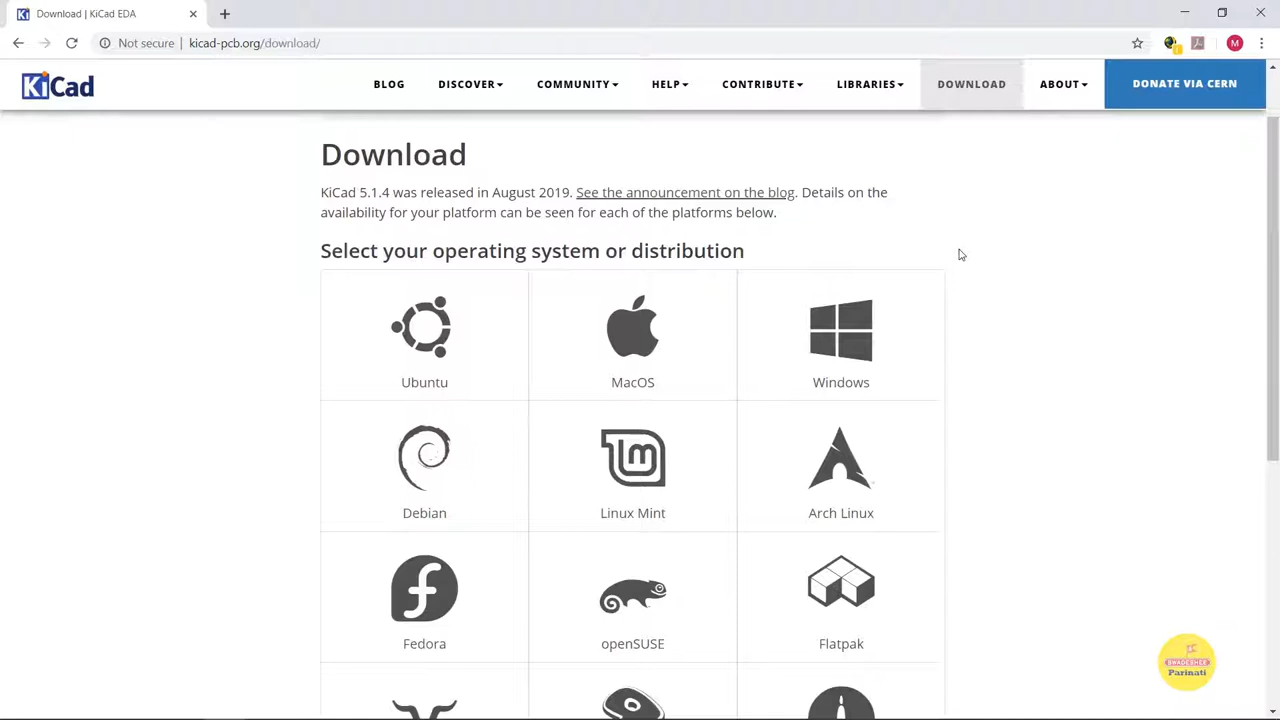 Download | KiCad EDA
Not secure | kicad-pcb.org/download/
M
KiCad
BLOG DISCOVER COMMUNITY HELP CONTRIBUTE LIBRARIES DOWNLOAD ABOUT DONATE VIA CERN
Download
KiCad 5.1.4 was released in August 2019. See the announcement on the blog. Details on the
availability for your platform can be seen for each of the platforms below.
Select your operating system or distribution
Ubuntu MacOS Windows
Debian Linux Mint Arch Linux
Fedora openSUSE Flatpak
SWADESHEE
Parinati